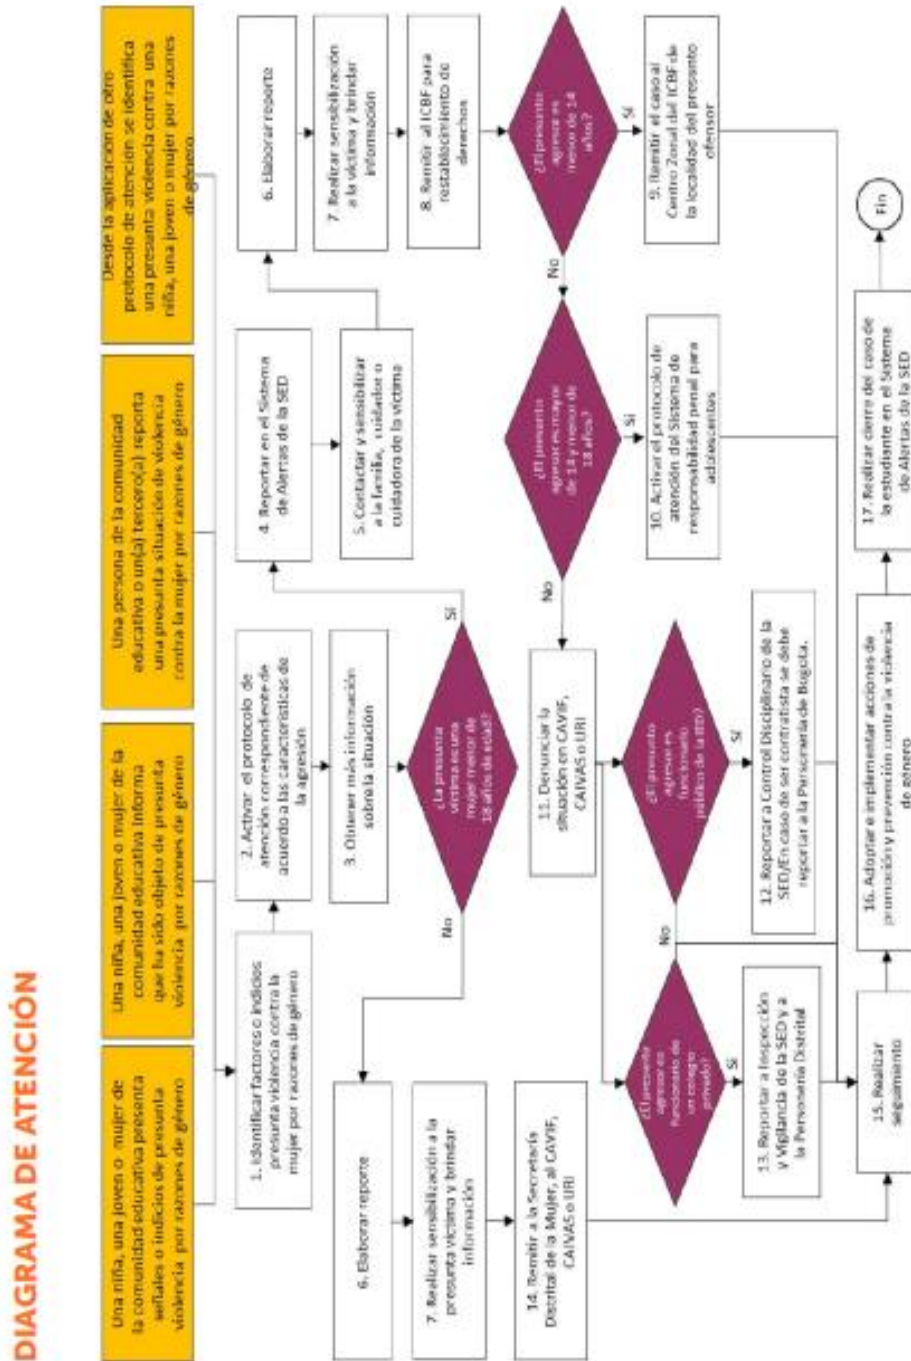 DIAGRAMA DE ATENCIÓN
Una niña, una joven o mujer de
la comunidad educativa presenta
señales o indicios de presunta
violencia por razones de género
Una niña, una joven o mujer de la
comunidad educativa informa
que ha sido objeto de presunta
violencia por razones de género
Una persona de la comunidad
educativa o un(a) tercero(a) reporta
una presunta situación de violencia
contra la mujer por razones de género
Desde la aplicación de otro
protocolo de atención se identifica
una presunta violencia contra una
niña, una joven o mujer por razones
de género
1. Identificar factores o indicios
presunta violencia contra la
mujer por razones de género
2. Activar el protocolo de
atención correspondiente de
acuerdo a las características de
la agresión
3. Obtener más información
sobre la situación
¿La presunta
víctima es una
mujer menor de
18 años de edad?
No
Sí
4. Reportar en el Sistema
de Alertas de la SED
5. Contactar y sensibilizar
a la familia, cuidador o
cuidadora de la víctima
6. Elaborar reporte
7. Realizar sensibilización
a la víctima y brindar
información
8. Remitir al ICBF para
restablecimiento de
derechos
¿El presunto
agresor es
menor de 14
años?
Sí
No
9. Remitir el caso al
Centro Zonal del ICBF de
la localidad del presunto
ofensor
¿El presunto
agresor es mayor
de 14 y menor de
18 años?
Sí
No
10. Activar el protocolo de
atención del Sistema de
responsabilidad penal para
adolescentes
11. Denunciar la
situación en CAVIF,
CAIVAS o URI
¿El presunto
agresor es
funcionario
público de la IED?
Sí
No
12. Reportar a Control Disciplinario de la
SED/En caso de ser contratista se debe
reportar a la Personería de Bogota.
¿El presunto
agresor es
funcionario de
un colegio
privado?
Sí
13. Reportar a Inspección
y Vigilancia de la SED y a
la Personería Distrital
6. Elaborar reporte
7. Realizar sensibilización a la
presunta víctima y brindar
información
14. Remitir a la Secretaría
Distrital de la Mujer, al CAVIF,
CAIVAS o URI
15. Realizar
seguimiento
16. Adoptar e implementar acciones de
promoción y prevención contra la violencia
de género
17. Realizar cierre del caso de
la estudiante en el Sistema
de Alertas de la SED
Fin